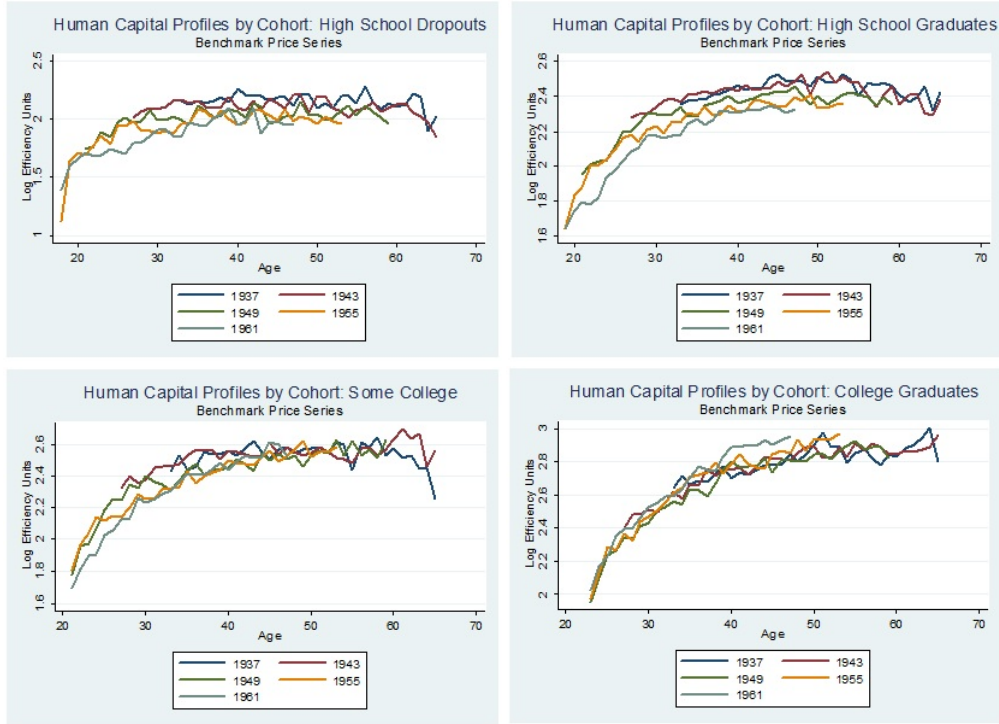 Human Capital Profiles by Cohort: High School Dropouts
Benchmark Price Series
Log Efficiency Units
2.5
2
1.5
1
20 30 40 50 60 70
Age
1937 1943
1949 1955
1961
Human Capital Profiles by Cohort: High School Graduates
Benchmark Price Series
Log Efficiency Units
2.6
2.4
2.2
2
1.8
1.6
20 30 40 50 60 70
Age
1937 1943
1949 1955
1961
Human Capital Profiles by Cohort: Some College
Benchmark Price Series
Log Efficiency Units
2.6
2.4
2.2
2
1.8
1.6
20 30 40 50 60 70
Age
1937 1943
1949 1955
1961
Human Capital Profiles by Cohort: College Graduates
Benchmark Price Series
Log Efficiency Units
3
2.8
2.6
2.4
2.2
2
20 30 40 50 60 70
Age
1937 1943
1949 1955
1961